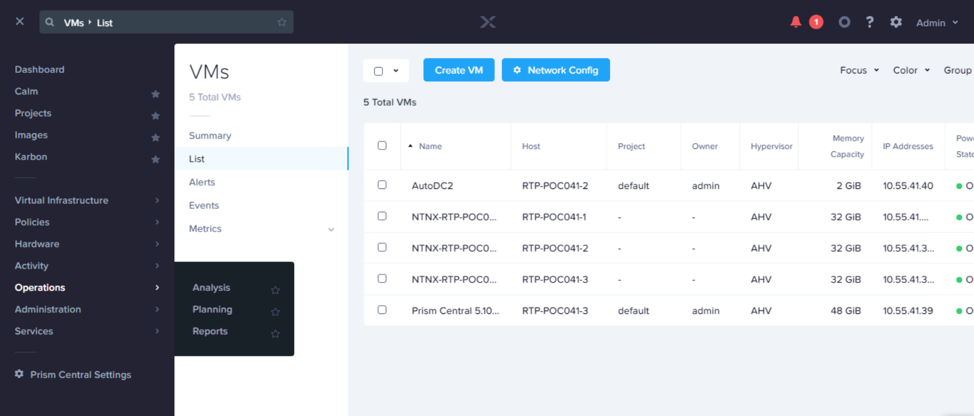 VMs › List
1
?
Admin
Dashboard
Calm
Projects
Images
Karbon
Virtual Infrastructure
Policies
Hardware
Activity
Operations
Administration
Services
Prism Central Settings
Analysis
Planning
Reports
VMs
5 Total VMs
Summary
List
Alerts
Events
Metrics
Create VM
Network Config
Focus
Color
Group
5 Total VMs
Name Host Project Owner Hypervisor Memory Capacity IP Addresses Powe State
AutoDC2 RTP-POC041-2 default admin AHV 2 GiB 10.55.41.40 O
NTNX-RTP-POC0... RTP-POC041-1 - - AHV 32 GiB 10.55.41.... O
NTNX-RTP-POC0... RTP-POC041-2 - - AHV 32 GiB 10.55.41.3... O
NTNX-RTP-POC0... RTP-POC041-3 - - AHV 32 GiB 10.55.41.3... O
Prism Central 5.10... RTP-POC041-3 default admin AHV 48 GiB 10.55.41.39 O